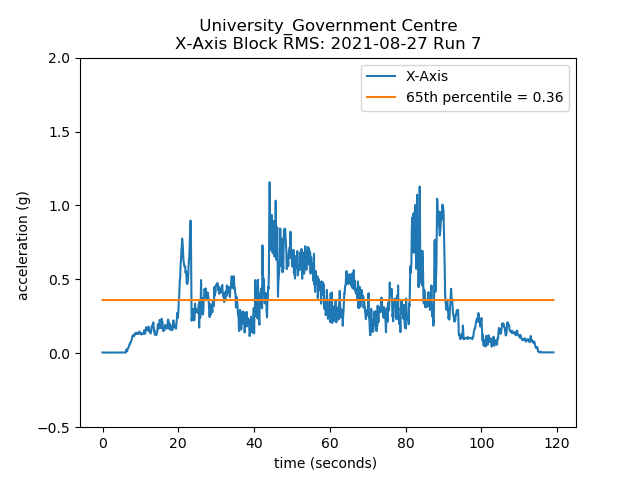 University_Government Centre
X-Axis Block RMS: 2021-08-27 Run 7
2.0
1.5
1.0
0.5
0.0
−0.5
acceleration (g)
X-Axis
65th percentile = 0.36
0 20 40 60 80 100 120
time (seconds)